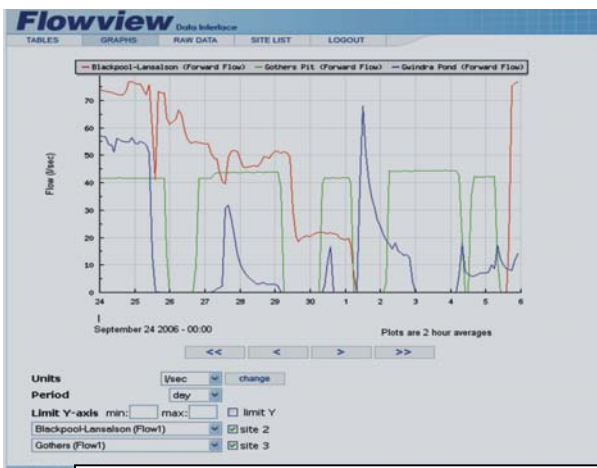 Flowview Data Interface
TABLES GRAPHS RAW DATA SITE LIST LOGOUT
Blackpool-Lansalson (Forward Flow) Gothers Pit (Forward Flow) Gwindra Pond (Forward Flow)
70
60
50
40
30
20
10
0
Flow (l/sec)
24 25 26 27 28 29 30 1 2 3 4 5 6
September 24 2006 - 00:00
Plots are 2 hour averages
<< < > >>
Units l/sec change
Period day
Limit Y-axis min: max: limit Y
Blackpool-Lansalson (Flow1) site 2
Gothers (Flow1) site 3